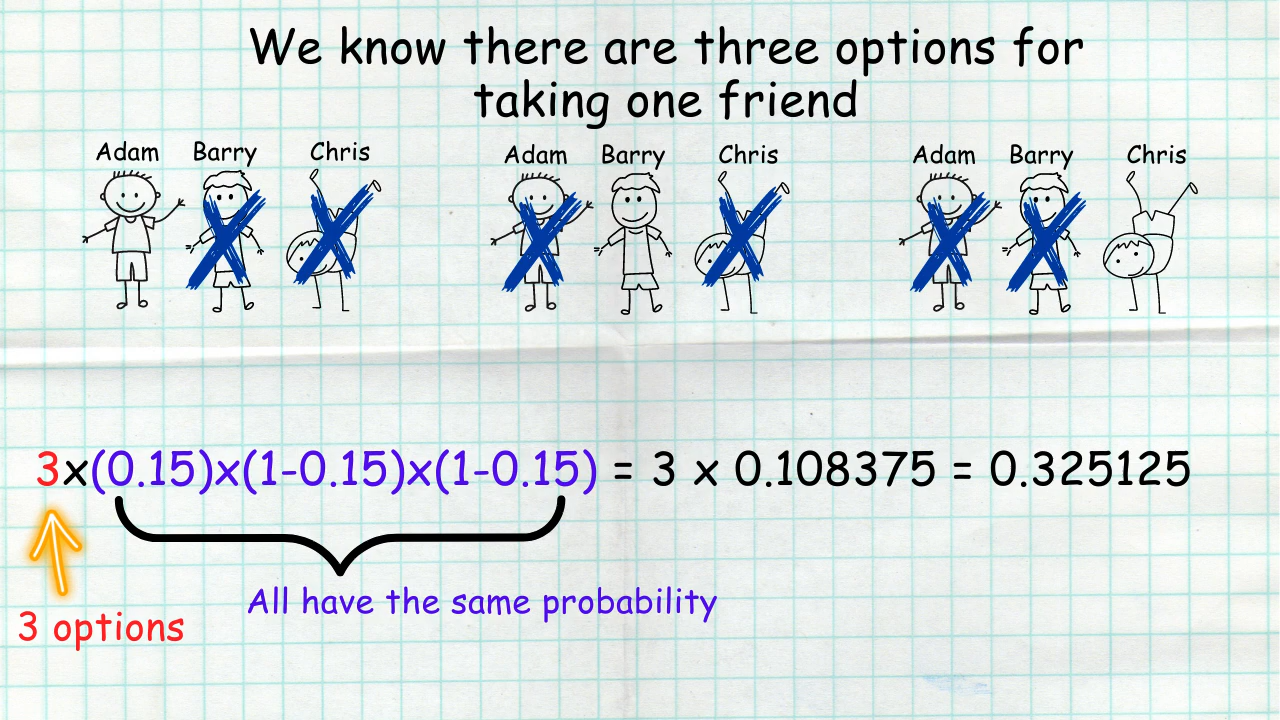 We know there are three options for
taking one friend
Adam Barry Chris Adam Barry Chris Adam Barry Chris
3x(0.15)x(1-0.15)x(1-0.15) = 3 x 0.108375 = 0.325125
All have the same probability
3 options